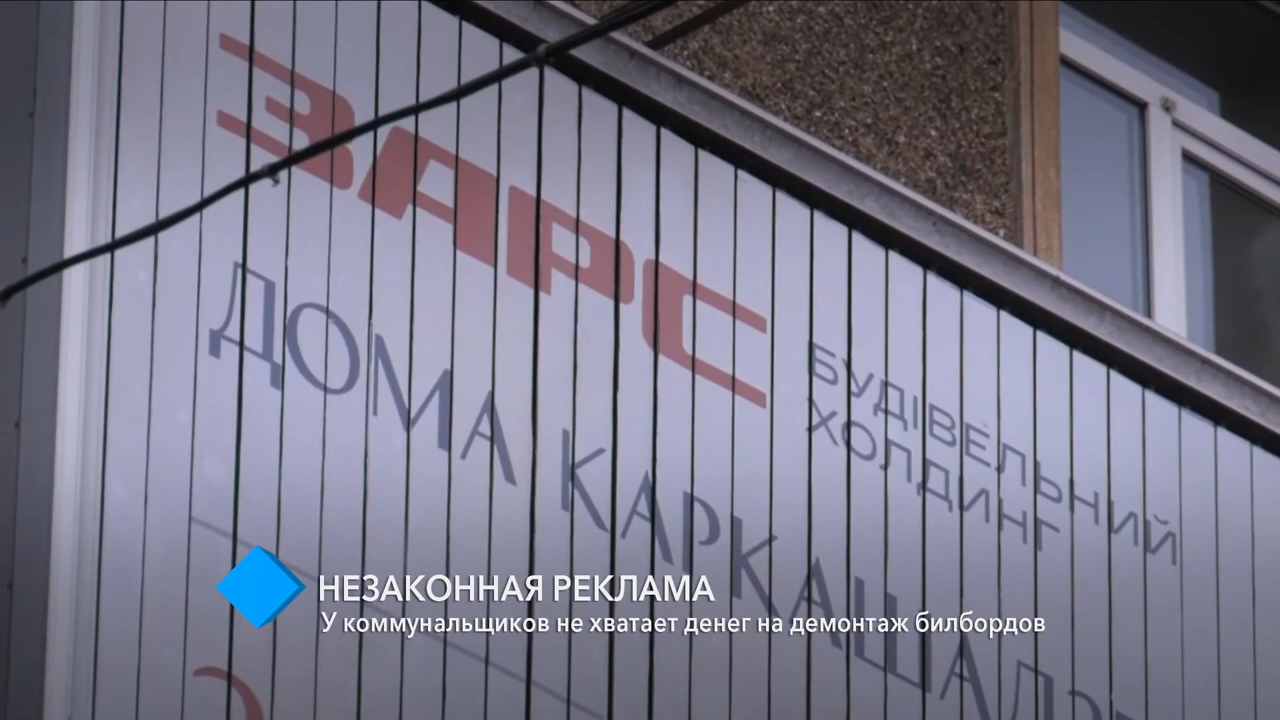 ЗАРС
БУДІВЕЛЬНИЙ
ХОЛДИНГ
ДОМА КАРКАШАДЗЕ
НЕЗАКОННАЯ РЕКЛАМА
У коммунальщиков не хватает денег на демонтаж билбордов